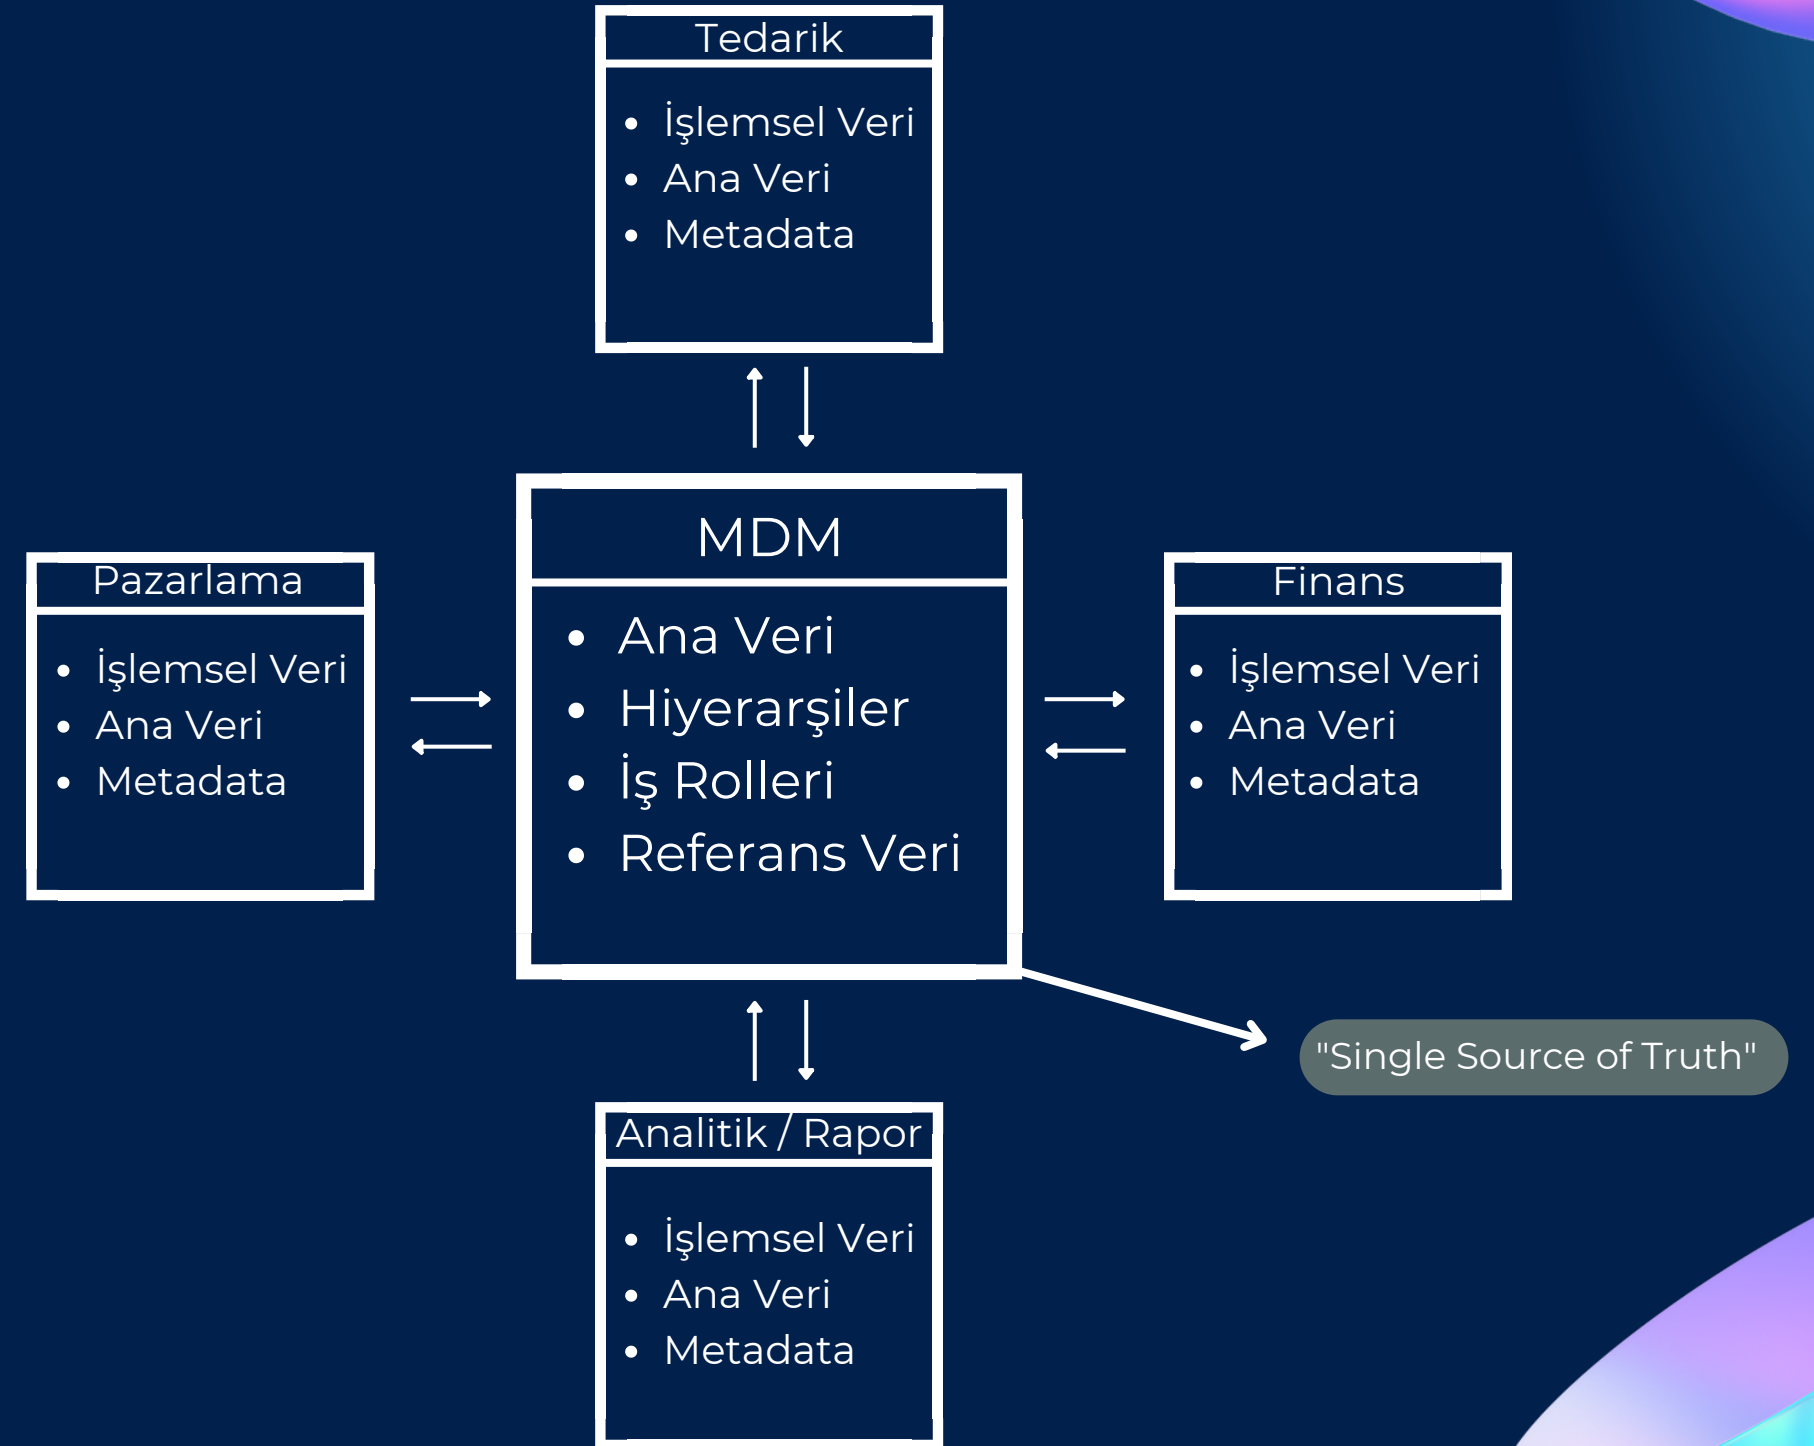 Tedarik
İşlemsel Veri
Ana Veri
Metadata
MDM
Ana Veri
Hiyerarşiler
İş Rolleri
Referans Veri
Pazarlama
İşlemsel Veri
Ana Veri
Metadata
Finans
İşlemsel Veri
Ana Veri
Metadata
"Single Source of Truth"
Analitik / Rapor
İşlemsel Veri
Ana Veri
Metadata